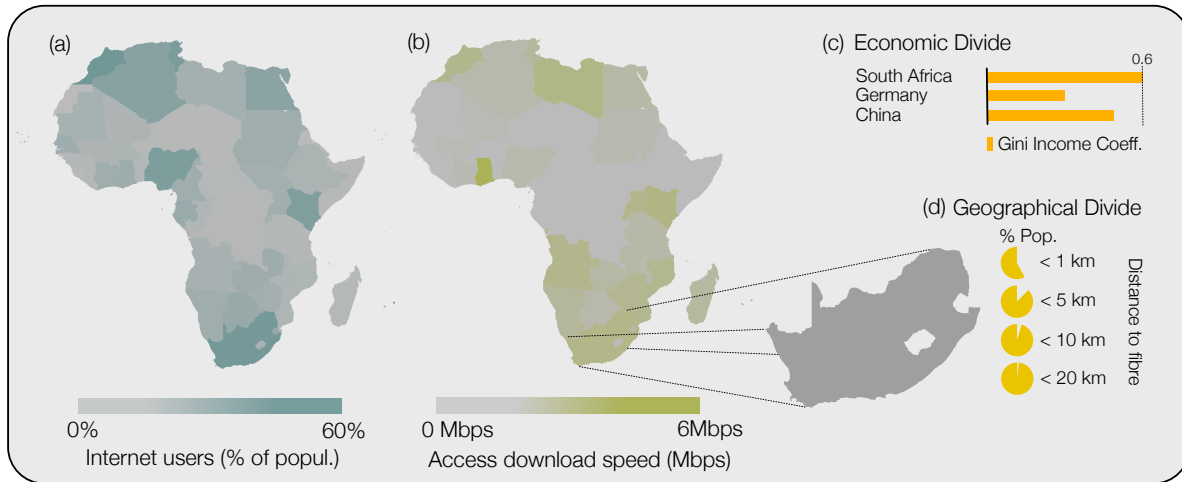 (a)
(b)
(c) Economic Divide
0.6
South Africa
Germany
China
Gini Income Coeff.
(d) Geographical Divide
% Pop.
< 1 km
< 5 km
< 10 km
< 20 km
Distance to fibre
0%
60%
Internet users (% of popul.)
0 Mbps
6Mbps
Access download speed (Mbps)